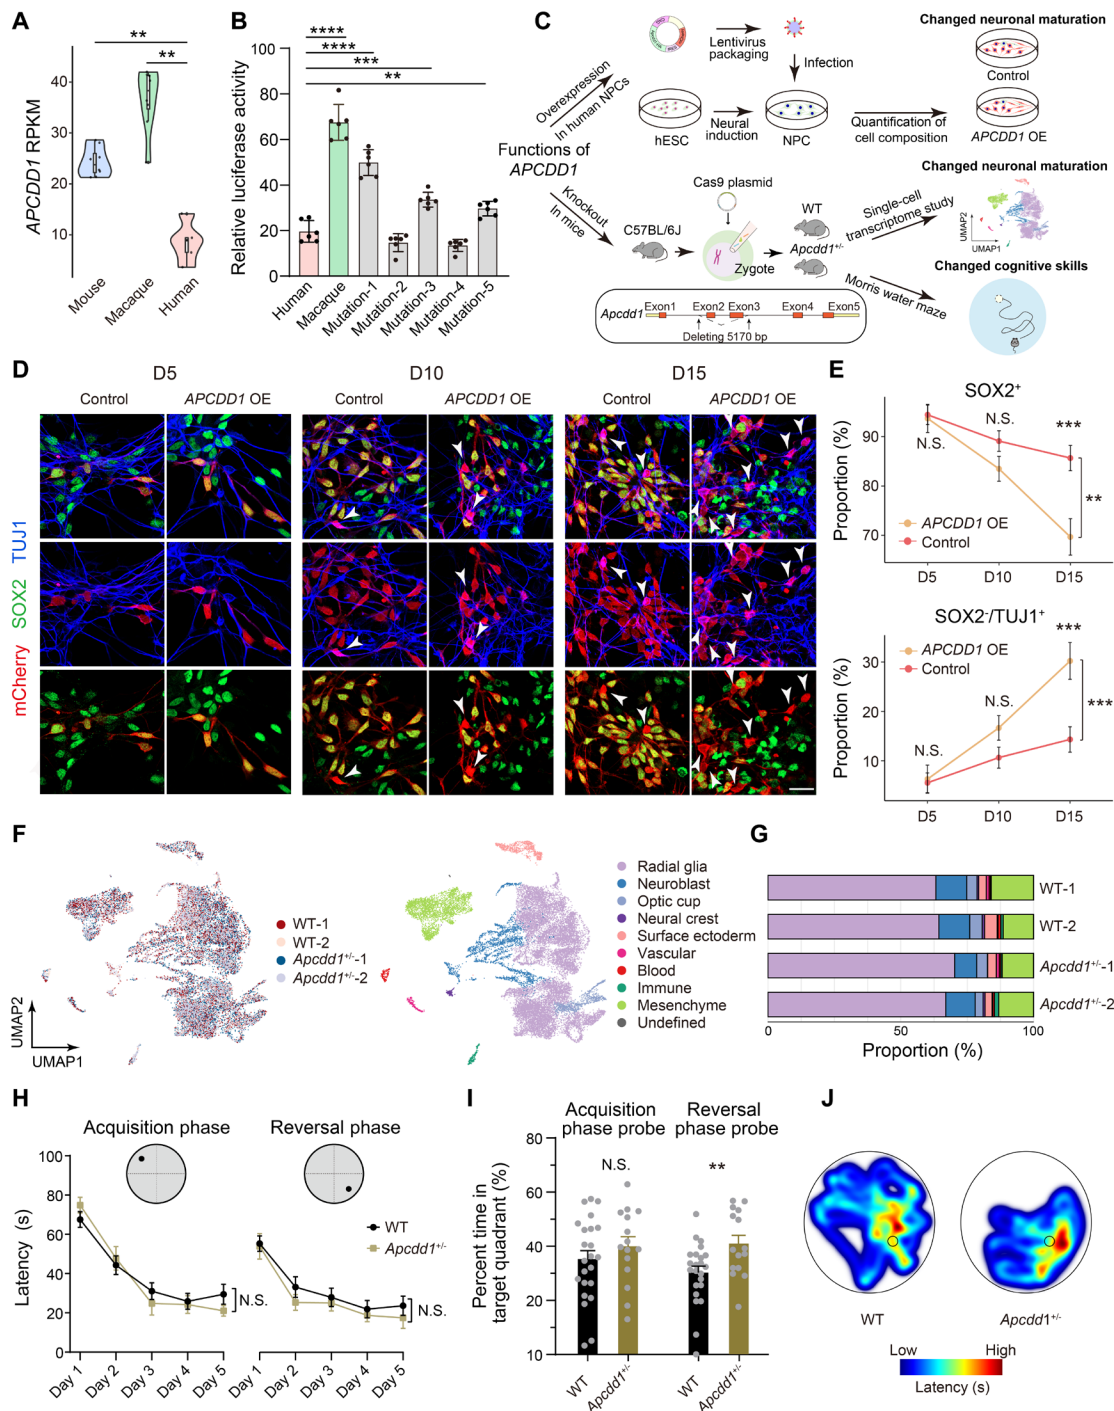 A
**
**
APCDD1 RPKM
40
30
20
10
Mouse
Macaque
Human
B
****
****
***
**
Relative luciferase activity
100
80
60
40
20
0
Human
Macaque
Mutation-1
Mutation-2
Mutation-3
Mutation-4
Mutation-5
C
Functions of
APCDD1
Overexpression
In human NPCs
Lentivirus
packaging
Infection
hESC
Neural
induction
NPC
Quantification of
cell composition
Changed neuronal maturation
Control
APCDD1 OE
Knockout
In mice
C57BL/6J
Cas9 plasmid
Zygote
WT
Apcdd1+/-
Single-cell
transcriptome study
Changed neuronal maturation
UMAP2
UMAP1
Morris water maze
Changed cognitive skills
Apcdd1
Exon1
Exon2
Exon3
Exon4
Exon5
Deleting 5170 bp
D
D5
D10
D15
Control
APCDD1 OE
Control
APCDD1 OE
Control
APCDD1 OE
mCherry SOX2 TUJ1
E
SOX2+
Proportion (%)
90
80
70
N.S.
N.S.
***
**
APCDD1 OE
Control
D5
D10
D15
SOX2-/TUJ1+
Proportion (%)
30
20
10
N.S.
N.S.
***
***
APCDD1 OE
Control
D5
D10
D15
F
UMAP2
UMAP1
WT-1
WT-2
Apcdd1+/--1
Apcdd1+/--2
Radial glia
Neuroblast
Optic cup
Neural crest
Surface ectoderm
Vascular
Blood
Immune
Mesenchyme
Undefined
G
WT-1
WT-2
Apcdd1+/--1
Apcdd1+/--2
0
50
100
Proportion (%)
H
Acquisition phase
Reversal phase
Latency (s)
100
80
60
40
20
0
WT
Apcdd1+/-
N.S.
N.S.
Day 1
Day 2
Day 3
Day 4
Day 5
Day 1
Day 2
Day 3
Day 4
Day 5
I
Acquisition
phase probe
Reversal
phase probe
Percent time in
target quadrant (%)
80
60
40
20
10
N.S.
**
WT
Apcdd1+/-
WT
Apcdd1+/-
J
WT
Apcdd1+/-
Low
High
Latency (s)